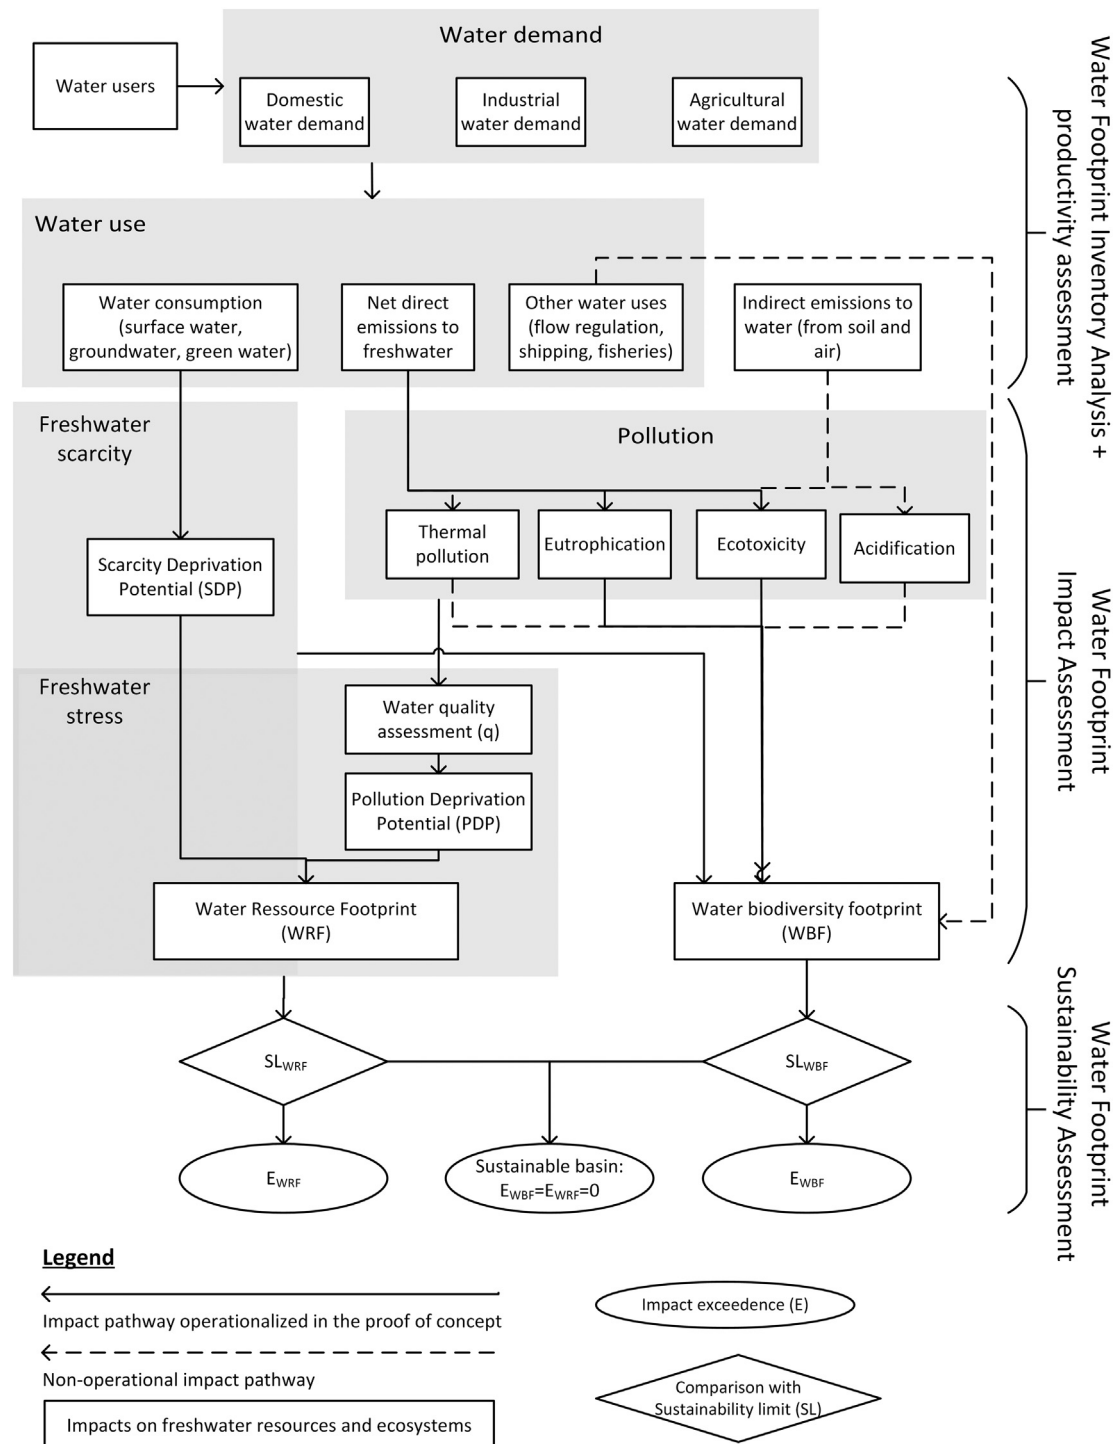 Water demand
Water users
Domestic
water demand
Industrial
water demand
Agricultural
water demand
Water use
Water consumption
(surface water,
groundwater, green water)
Net direct
emissions to
freshwater
Other water uses
(flow regulation,
shipping, fisheries)
Indirect emissions to
water (from soil and
air)
Water Footprint Inventory Analysis +
productivity assessment
Freshwater
scarcity
Pollution
Thermal
pollution
Eutrophication
Ecotoxicity
Acidification
Scarcity Deprivation
Potential (SDP)
Freshwater
stress
Water quality
assessment (q)
Pollution Deprivation
Potential (PDP)
Water Ressource Footprint
(WRF)
Water biodiversity footprint
(WBF)
Water Footprint
Impact Assessment
SLWRF
SLWBF
EWRF
Sustainable basin:
EWBF=EWRF=0
EWBF
Water Footprint
Sustainability Assessment
Legend
Impact pathway operationalized in the proof of concept
Non-operational impact pathway
Impacts on freshwater resources and ecosystems
Impact exceedence (E)
Comparison with
Sustainability limit (SL)